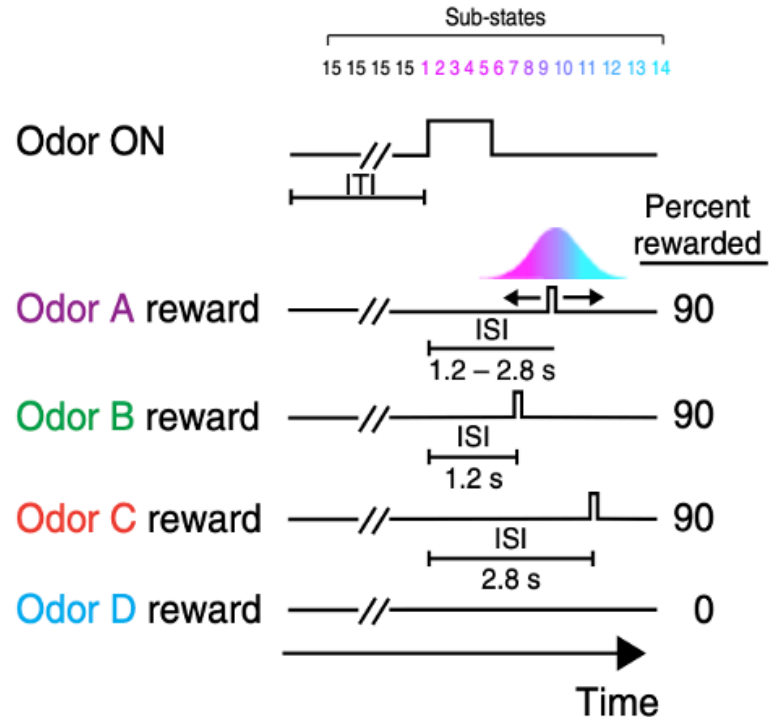 Sub-states
15 15 15 15 1 2 3 4 5 6 7 8 9 10 11 12 13 14
Odor ON
ITI
Percent
rewarded
Odor A reward
90
ISI
1.2 – 2.8 s
Odor B reward
90
ISI
1.2 s
Odor C reward
90
ISI
2.8 s
Odor D reward
0
Time